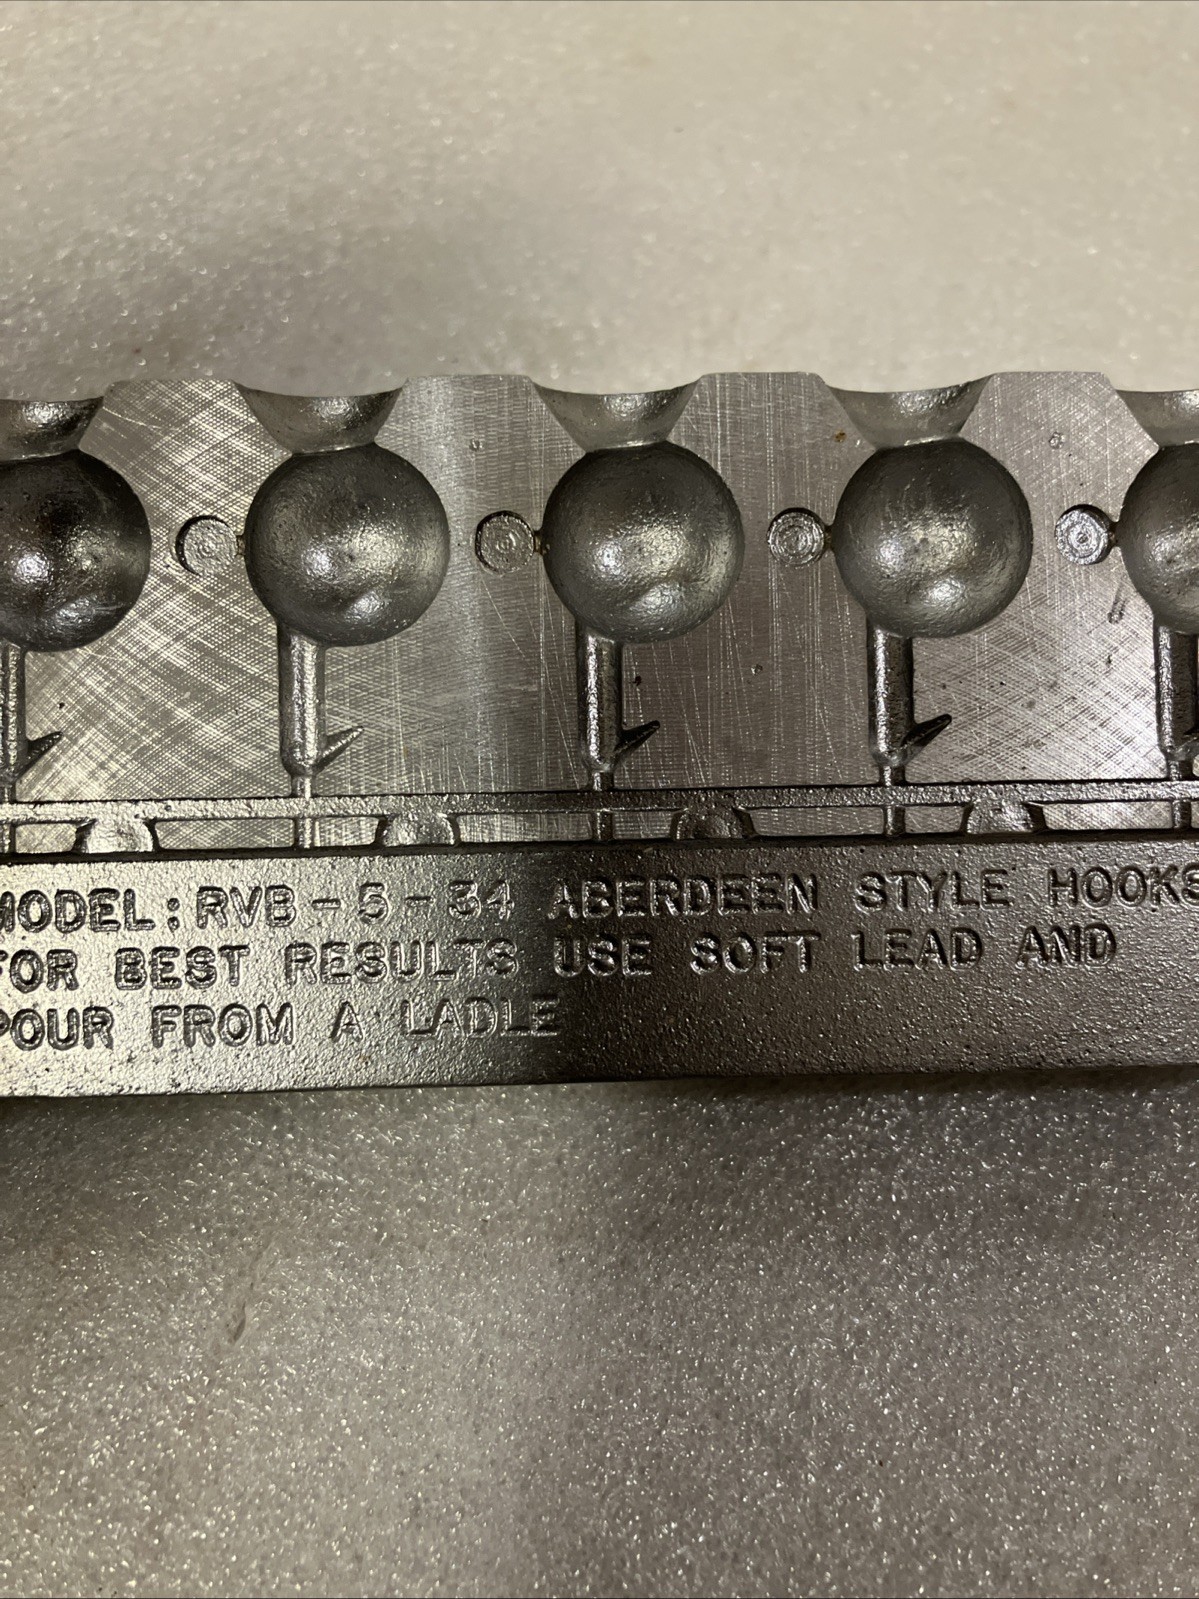 MODEL: RVB-5-34 ABERDEEN STYLE HOOKS
FOR BEST RESULTS USE SOFT LEAD AND
POUR FROM A LADLE